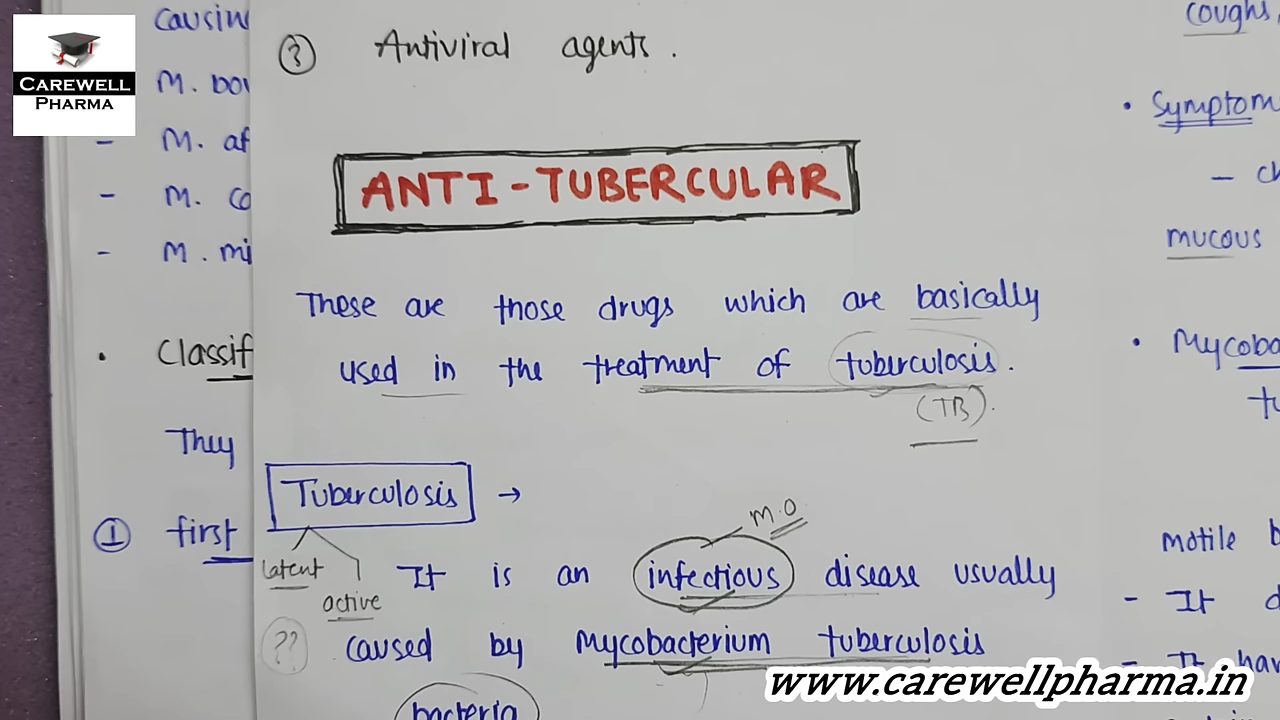 CAREWELL
PHARMA
causin
M. bov
- M. af
- M. co
- M. mi
• Classif
They
① first
③ Antiviral agents.
ANTI-TUBERCULAR
These are those drugs which are basically
used in the treatment of tuberculosis.
(TB).
Tuberculosis →
latent
active
M.O
It is an infectious disease usually
?? caused by Mycobacterium tuberculosis
bacteria
coughs,
• Symptom
- ch
mucous
• Mycoba
tu
motile b
- It d
- It hav
www.carewellpharma.in